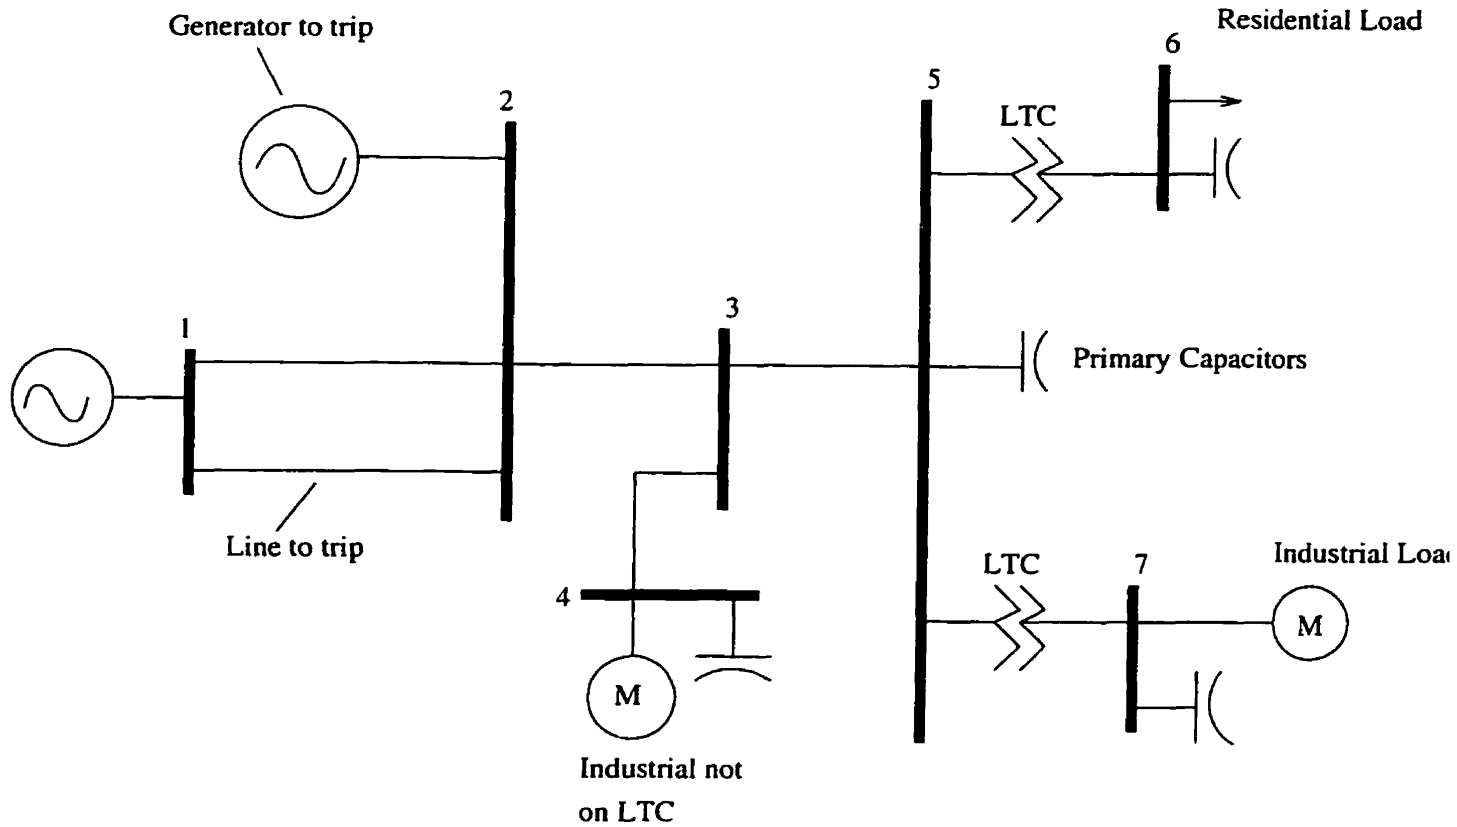 Generator to trip
Residential Load
6
5
2
LTC
1
3
Primary Capacitors
Line to trip
LTC
7
Industrial Loa
4
M
M
Industrial not
on LTC